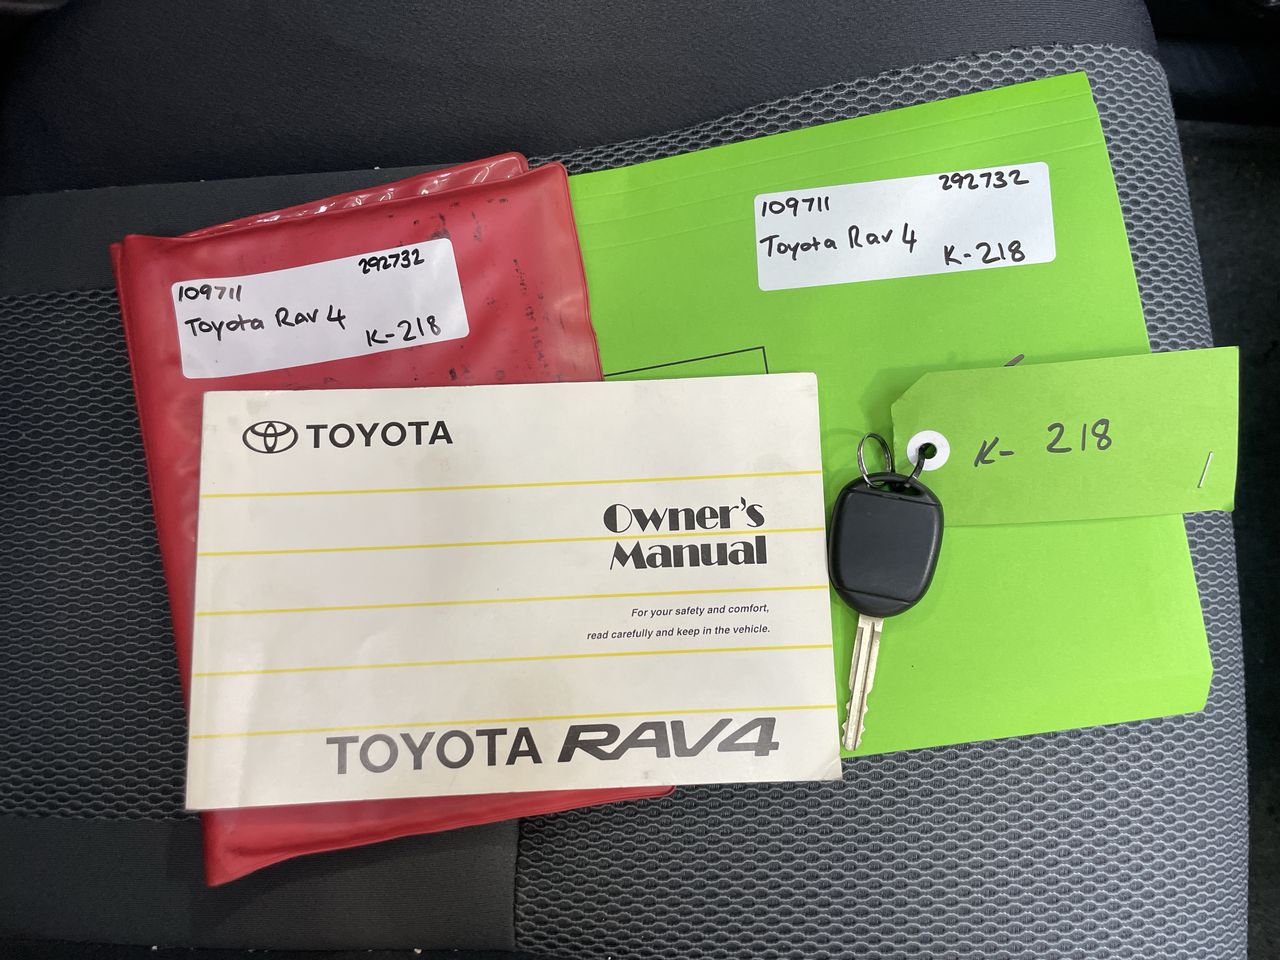 292732
109711
Toyota Rav 4
K-218
292732
109711
Toyota Rav 4
K-218
K- 218
TOYOTA
Owner's
Manual
For your safety and comfort,
read carefully and keep in the vehicle.
TOYOTA RAV4